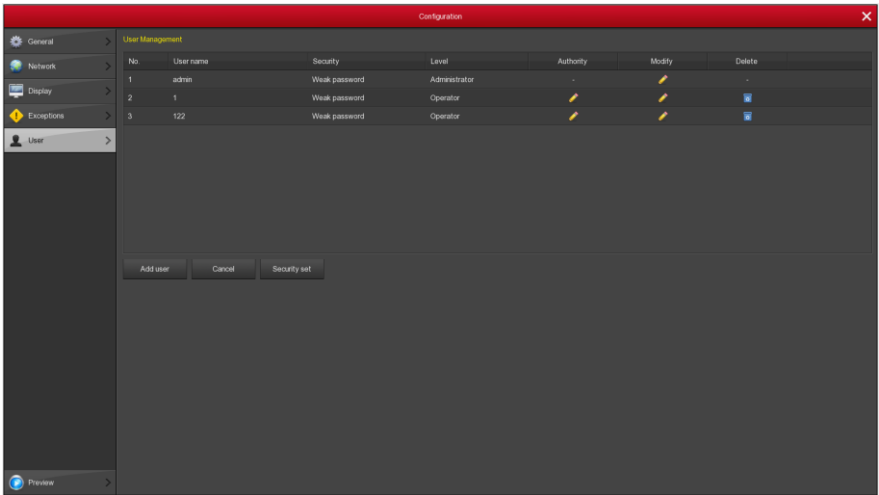 Configuration
General
Network
Display
Exceptions
User
User Management
No. User name Security Level Authority Modify Delete
1 admin Weak password Administrator - -
2 1 Weak password Operator
3 122 Weak password Operator
Add user Cancel Security set
Preview